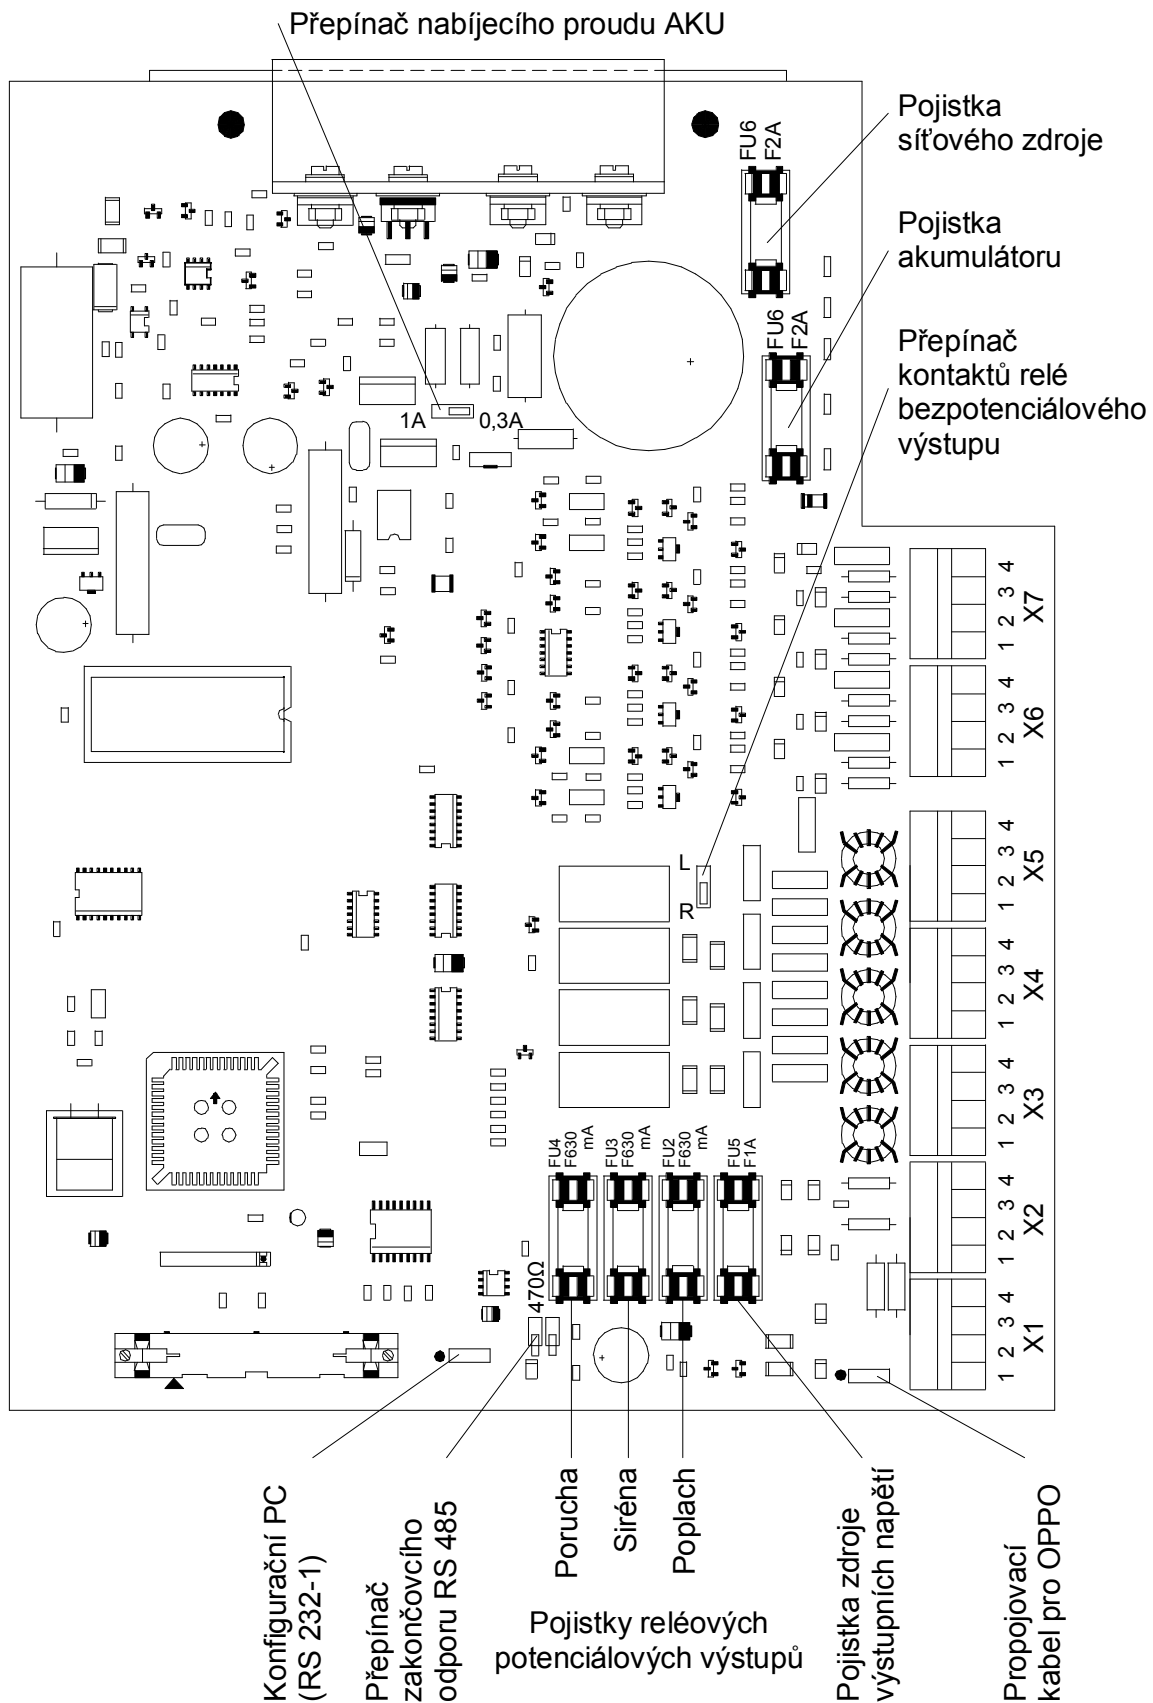 Přepínač nabíjecího proudu AKU
Pojistka
síťového zdroje
FU6
F2A
Pojistka
akumulátoru
FU6
F2A
Přepínač
kontaktů relé
bezpotenciálového
výstupu
1A
0,3A
+
+
+
+
1 2 3 4
X7
1 2 3 4
X6
L
R
1 2 3 4
X5
1 2 3 4
X4
1 2 3 4
X3
FU4
F630
mA
FU3
F630
mA
FU2
F630
mA
FU5
F1A
1 2 3 4
X2
470Ω
+
1 2 3 4
X1
Konfigurační PC
(RS 232-1)
Přepínač
zakončovcího
odporu RS 485
Porucha
Siréna
Poplach
Pojistky reléových
potenciálových výstupů
Pojistka zdroje
výstupních napětí
Propojovací
kabel pro OPPO